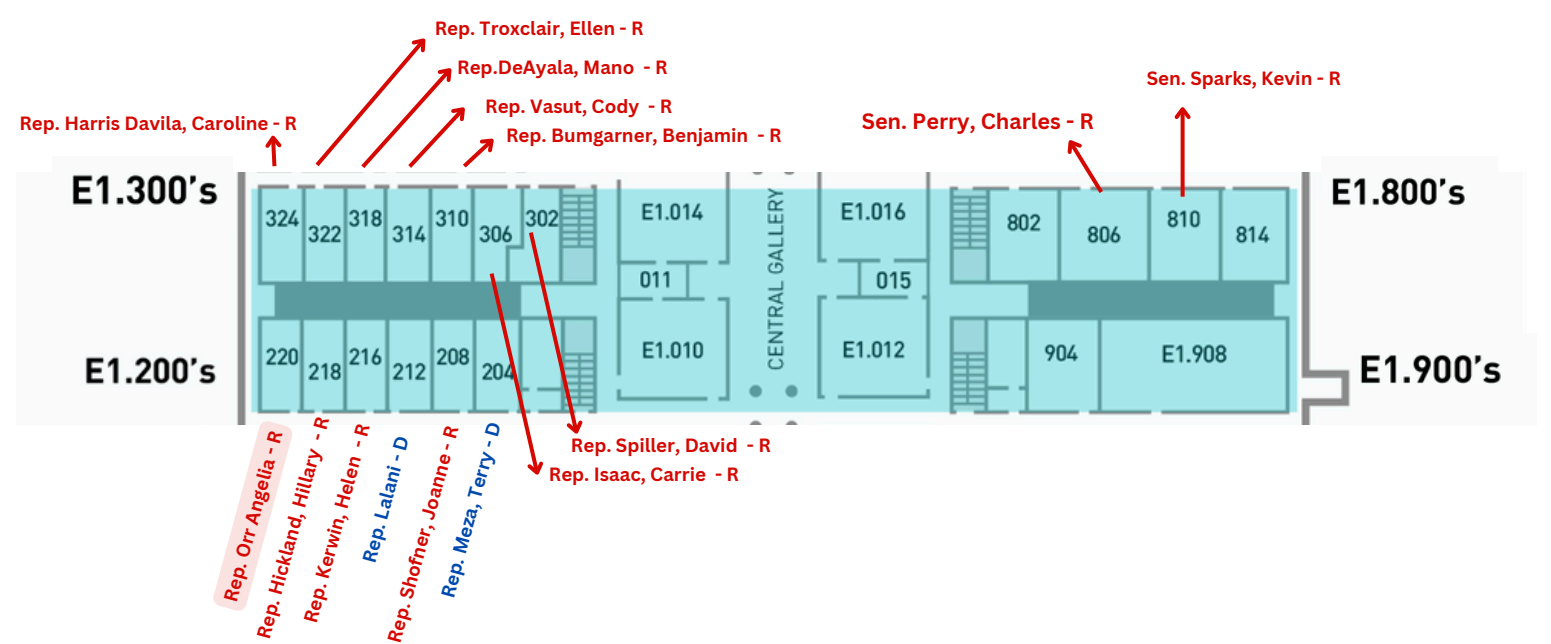 Rep. Troxclair, Ellen - R
Rep.DeAyala, Mano - R
Sen. Sparks, Kevin - R
Rep. Vasut, Cody - R
Rep. Harris Davila, Caroline - R
Rep. Bumgarner, Benjamin - R
Sen. Perry, Charles - R
E1.300's
324
322
318
314
310
306
302
E1.014
011
E1.016
015
CENTRAL GALLERY
802
806
810
814
E1.800's
E1.200's
220
218
216
212
208
204
E1.010
E1.012
904
E1.908
E1.900's
Rep. Orr Angelia - R
Rep. Hickland, Hillary - R
Rep. Kerwin, Helen - R
Rep. Lalani - D
Rep. Shofner, Joanne - R
Rep. Meza, Terry - D
Rep. Spiller, David - R
Rep. Isaac, Carrie - R